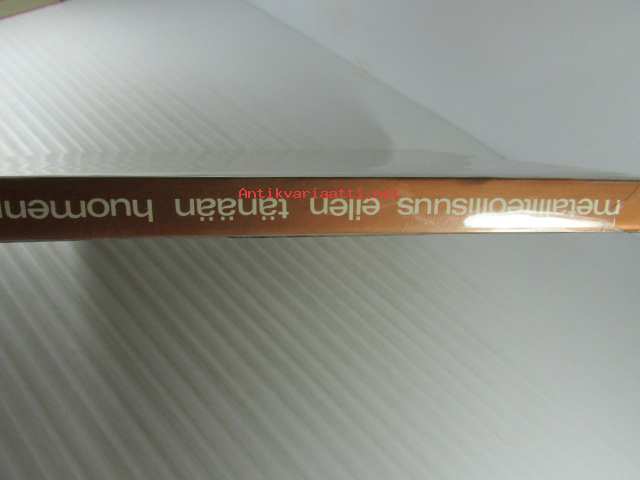 metalliteollisuus eilen tänään huomenn
Antikvariaatti.net